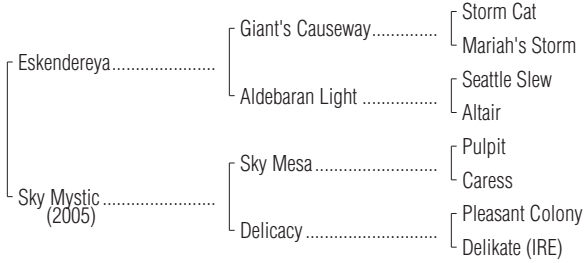 Storm Cat
Giant's Causeway..............
Mariah's Storm
Eskendereya......................
Seattle Slew
Aldebaran Light ................
Altair
Pulpit
Sky Mesa..........................
Caress
Sky Mystic........................
(2005)
Pleasant Colony
Delicacy ............................
Delikate (IRE)